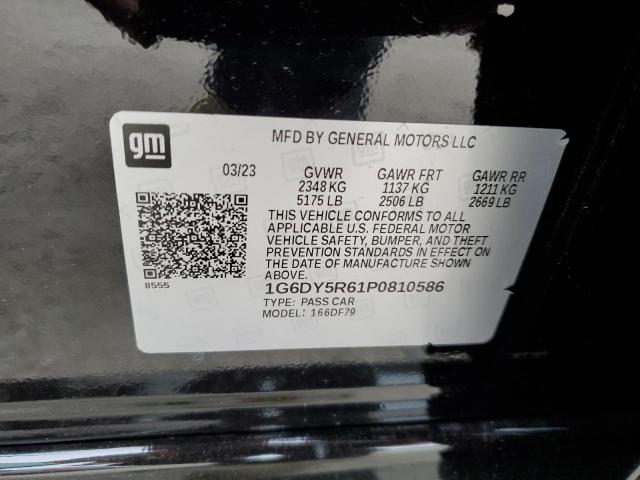 gm
MFD BY GENERAL MOTORS LLC
03/23 GVWR GAWR FRT GAWR RR
2348 KG 1137 KG 1211 KG
5175 LB 2506 LB 2669 LB
THIS VEHICLE CONFORMS TO ALL
APPLICABLE U.S. FEDERAL MOTOR
VEHICLE SAFETY, BUMPER, AND THEFT
PREVENTION STANDARDS IN EFFECT ON
THE DATE OF MANUFACTURE SHOWN
ABOVE.
8555
1G6DY5R61P0810586
TYPE: PASS CAR
MODEL: 166DF79